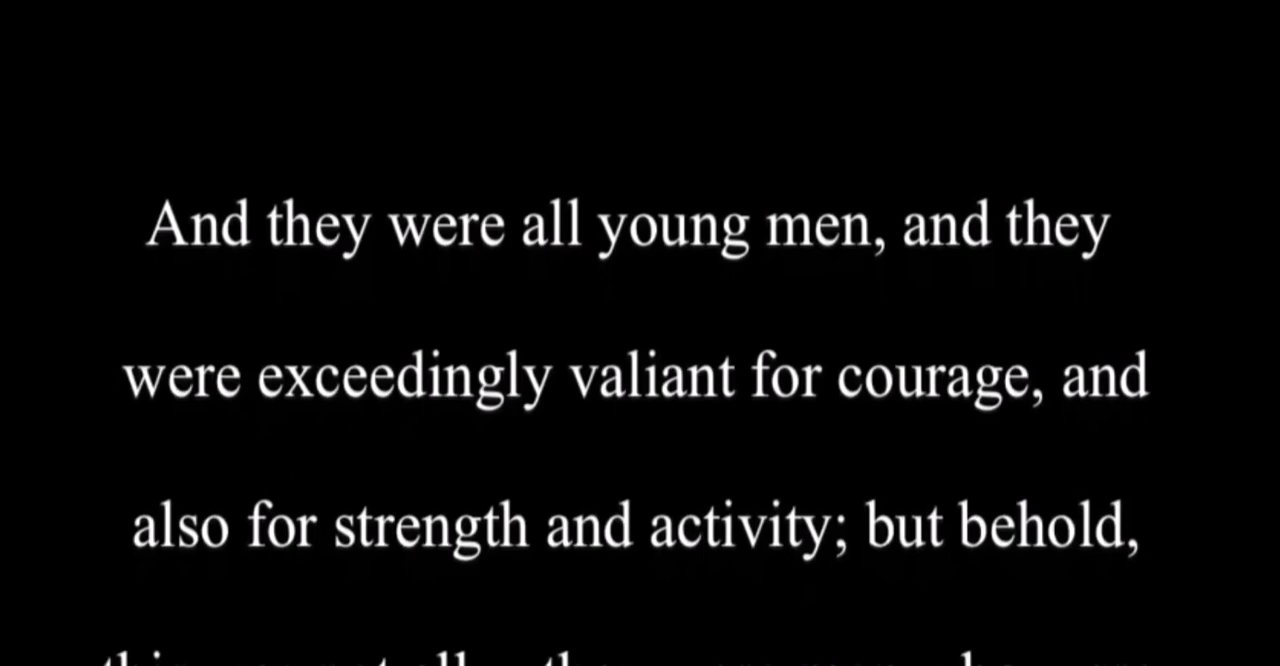 And they were all young men, and they
were exceedingly valiant for courage, and
also for strength and activity; but behold,